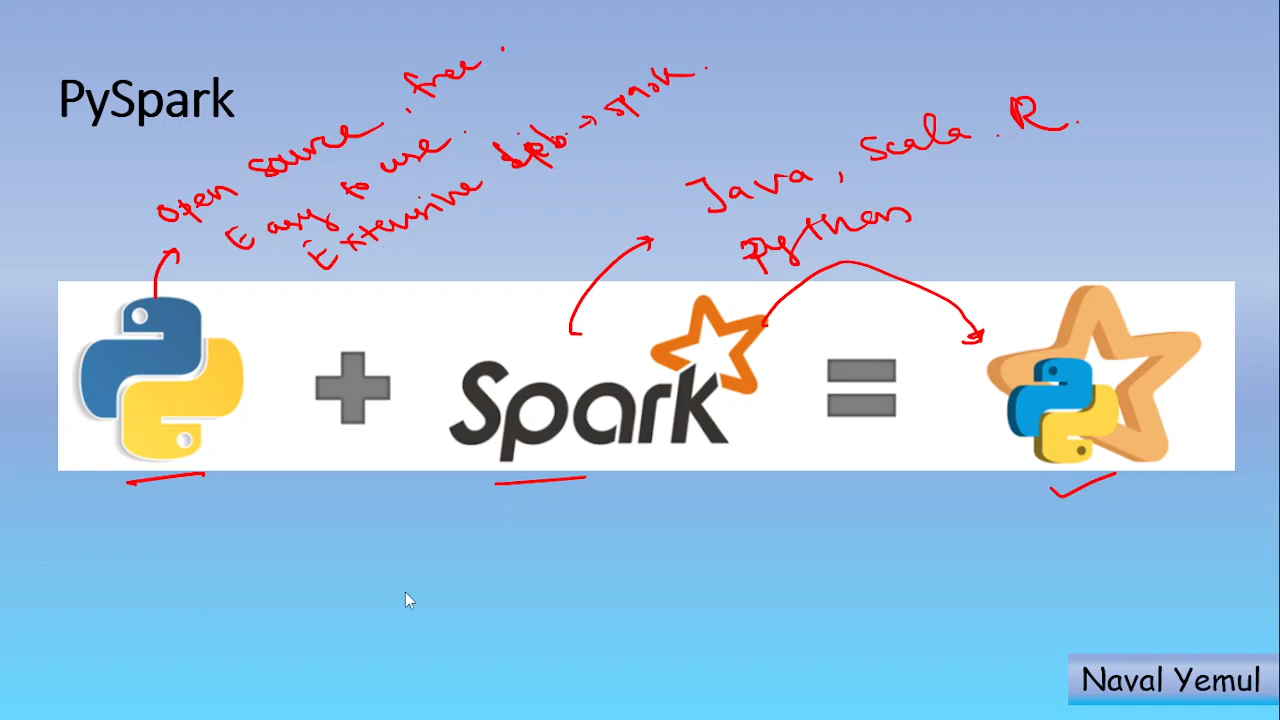 PySpark
open source, free.
Easy to use.
Extensive → spark.
Java, Scala. R.
python
Spark
Naval Yemul